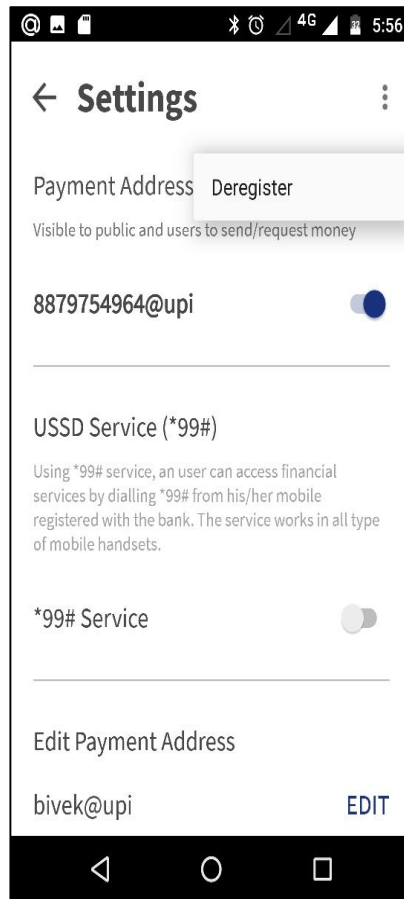 4G 32 5:56
Settings
Payment Address
Deregister
Visible to public and users to send/request money
8879754964@upi
USSD Service (*99#)
Using *99# service, an user can access financial
services by dialling *99# from his/her mobile
registered with the bank. The service works in all type
of mobile handsets.
*99# Service
Edit Payment Address
bivek@upi EDIT